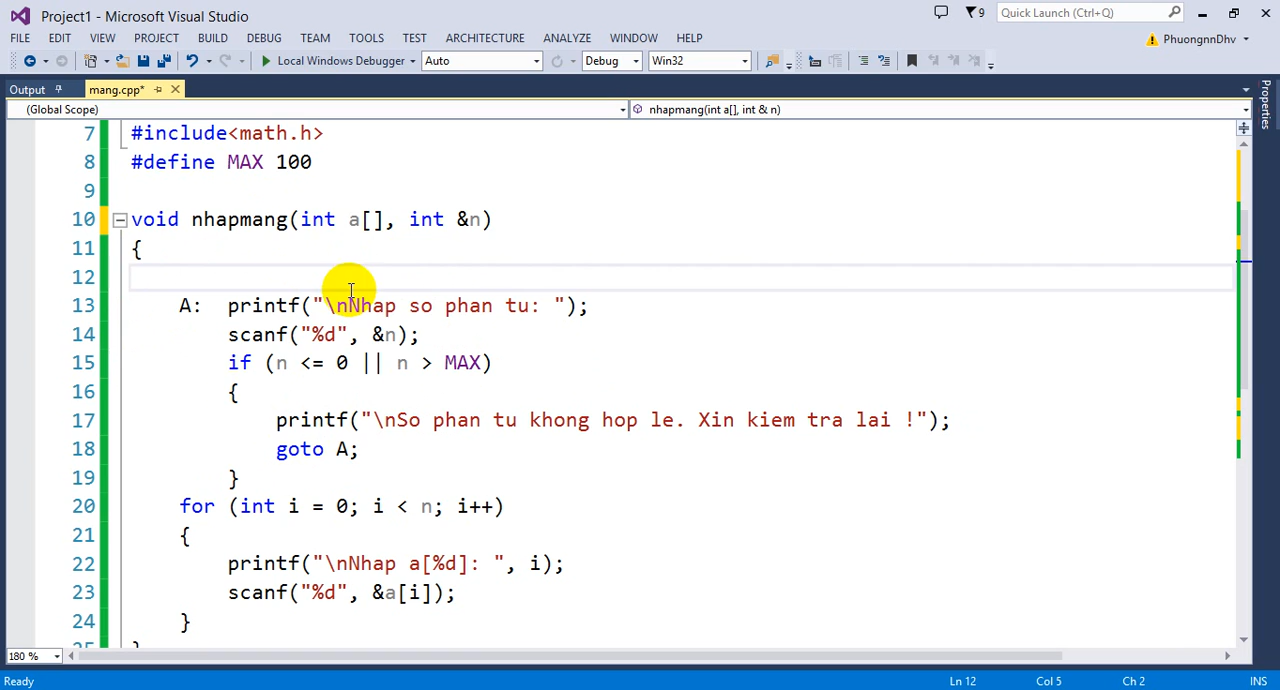 Project1 - Microsoft Visual Studio
9
Quick Launch (Ctrl+Q)
FILE EDIT VIEW PROJECT BUILD DEBUG TEAM TOOLS TEST ARCHITECTURE ANALYZE WINDOW HELP
PhuongnnDhv
Local Windows Debugger Auto Debug Win32
Output mang.cpp*
(Global Scope) nhapmang(int a[], int & n)
Properties
7 #include<math.h>
8 #define MAX 100
9
10 void nhapmang(int a[], int &n)
11 {
12
13 A: printf("\nNhap so phan tu: ");
14 scanf("%d", &n);
15 if (n <= 0 || n > MAX)
16 {
17 printf("\nSo phan tu khong hop le. Xin kiem tra lai !");
18 goto A;
19 }
20 for (int i = 0; i < n; i++)
21 {
22 printf("\nNhap a[%d]: ", i);
23 scanf("%d", &a[i]);
24 }
25 }
180 %
Ready Ln 12 Col 5 Ch 2 INS